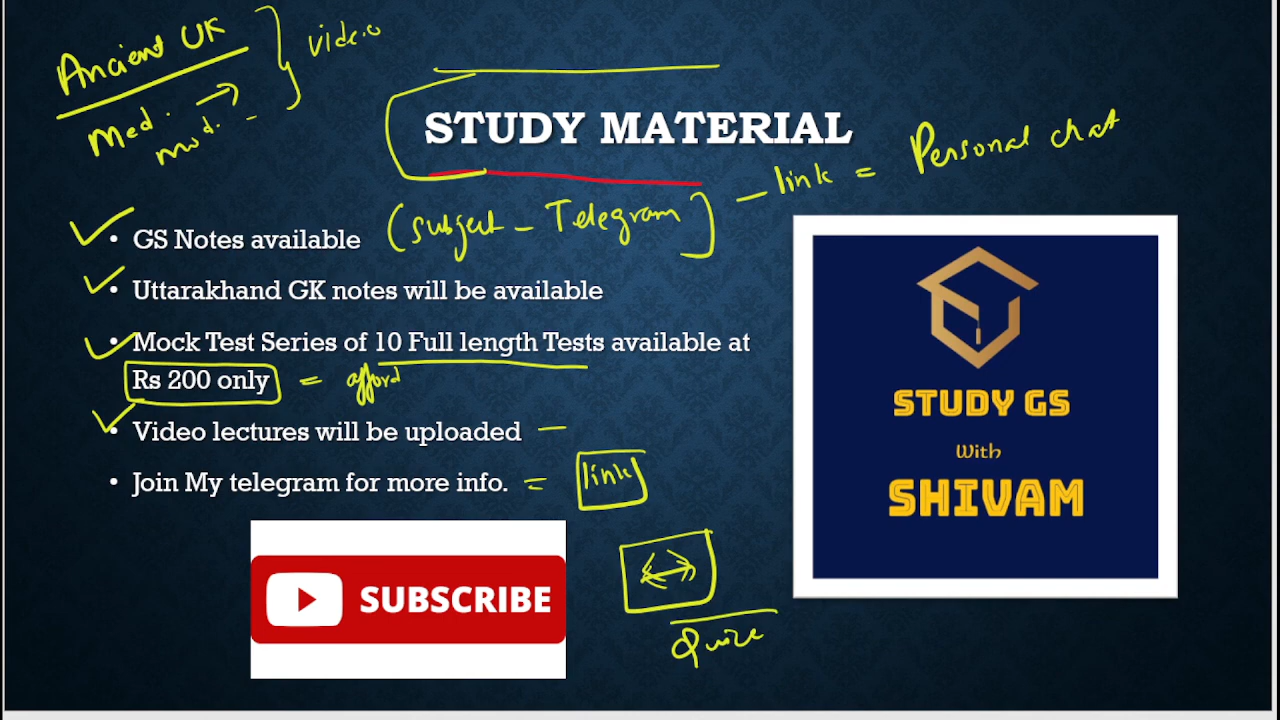 Ancient UK
Med.
mod.
video
STUDY MATERIAL
link = Personal chat
• GS Notes available
(subject - Telegram]
• Uttarakhand GK notes will be available
• Mock Test Series of 10 Full length Tests available at
Rs 200 only
= afford
• Video lectures will be uploaded
• Join My telegram for more info.
= link
STUDY GS
With
SHIVAM
SUBSCRIBE